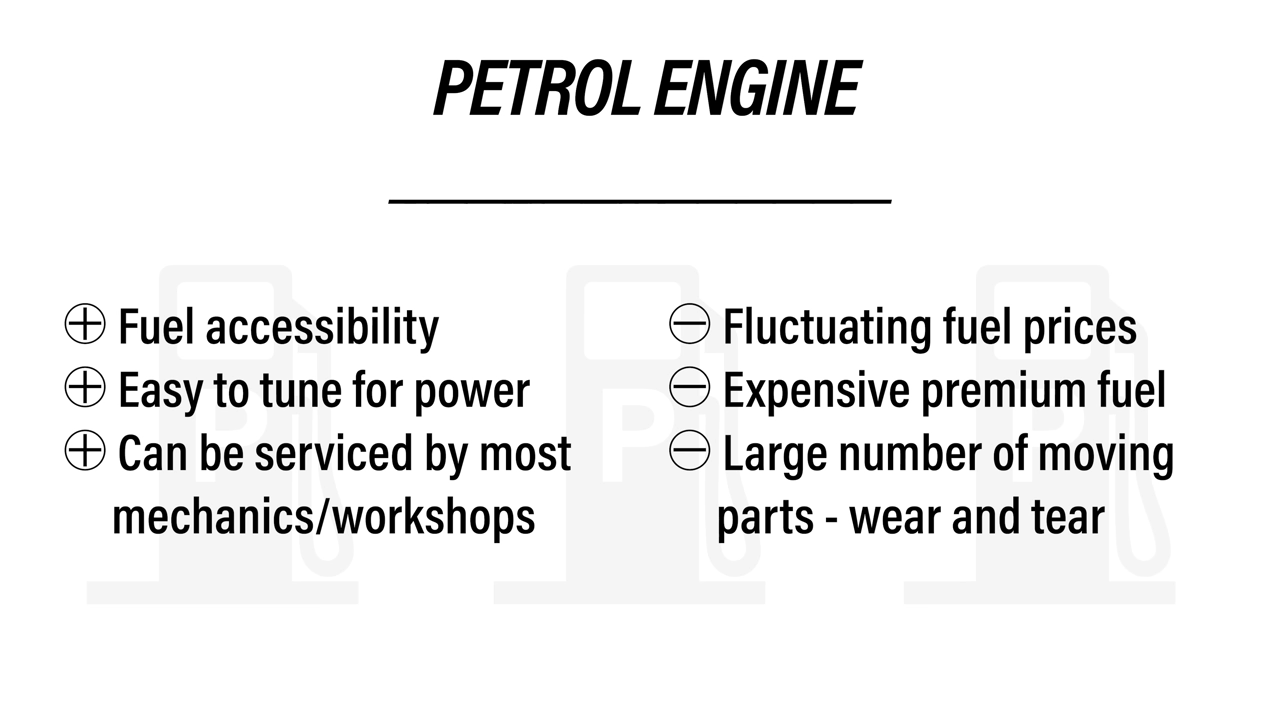 PETROL ENGINE
⊕ Fuel accessibility
⊕ Easy to tune for power
⊕ Can be serviced by most
mechanics/workshops
⊖ Fluctuating fuel prices
⊖ Expensive premium fuel
⊖ Large number of moving
parts - wear and tear
P
P
P